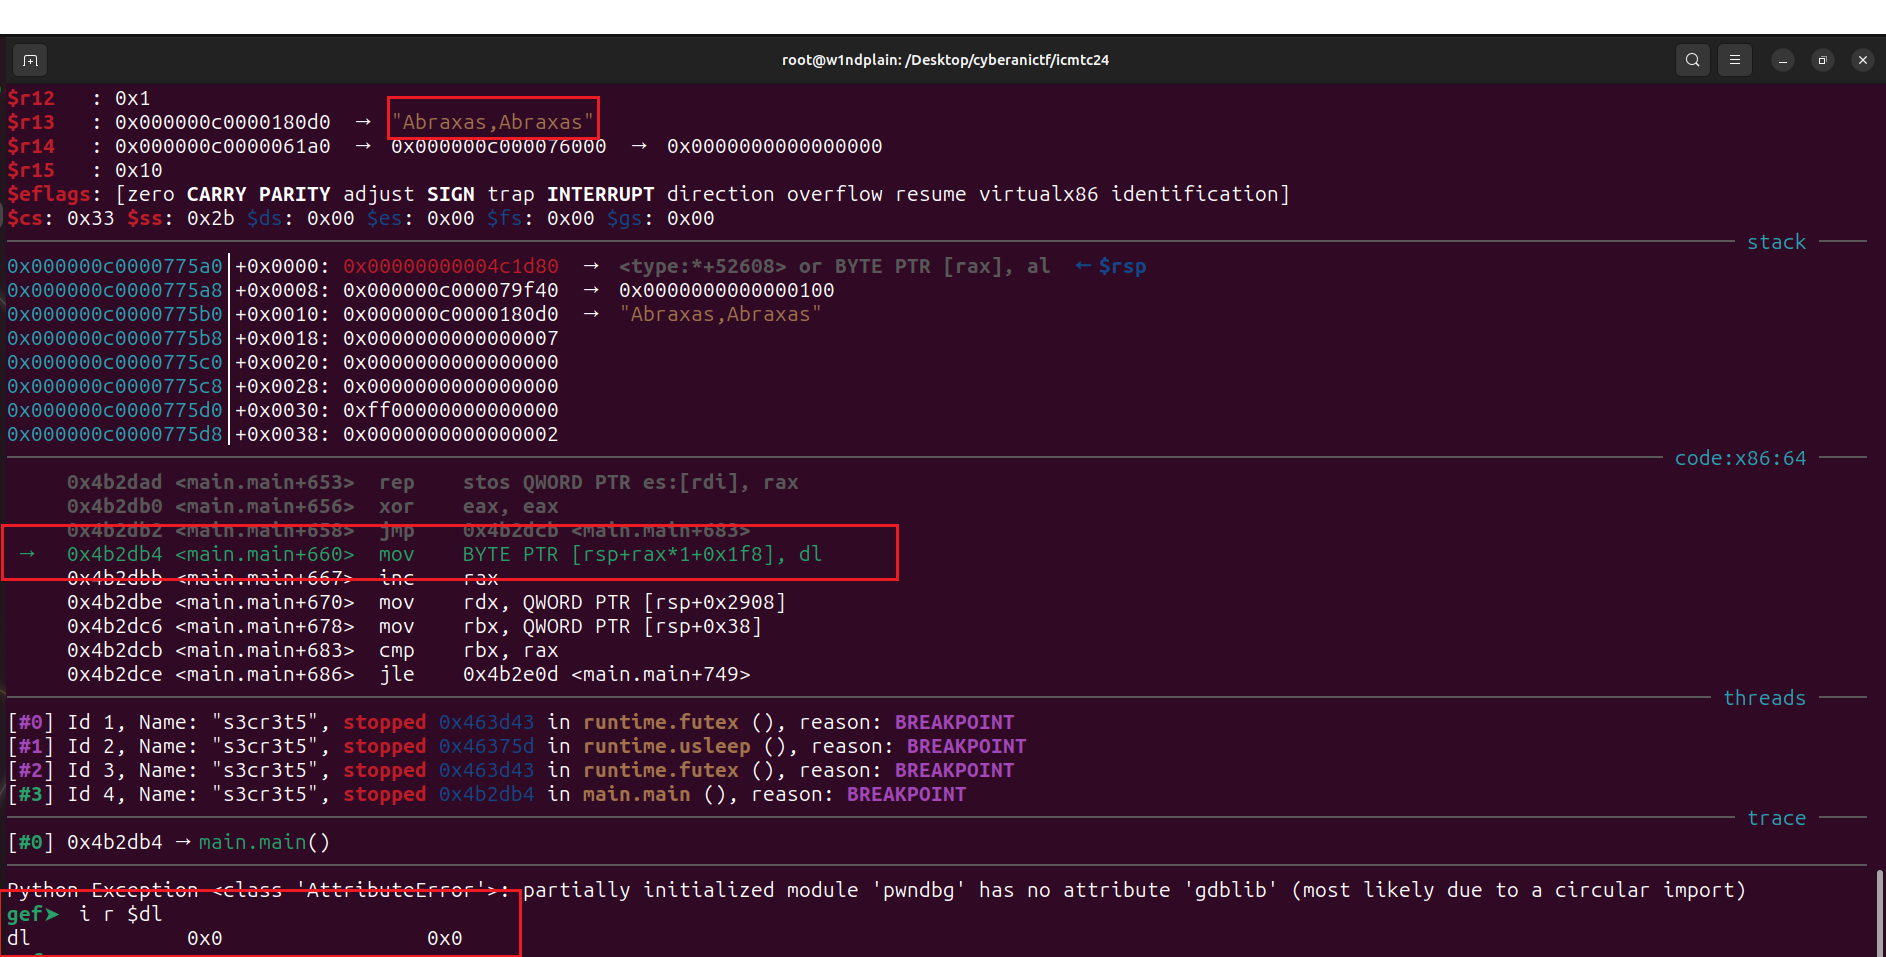 root@w1ndplain: /Desktop/cyberanictf/icmtc24
$r12   : 0x1
$r13   : 0x000000c0000180d0  →  "Abraxas,Abraxas"
$r14   : 0x000000c0000061a0  →  0x000000c000076000  →  0x0000000000000000
$r15   : 0x10
$eflags: [zero CARRY PARITY adjust SIGN trap INTERRUPT direction overflow resume virtualx86 identification]
$cs: 0x33 $ss: 0x2b $ds: 0x00 $es: 0x00 $fs: 0x00 $gs: 0x00
stack
0x000000c0000775a0│+0x0000: 0x00000000004c1d80  →  <type:*+52608> or BYTE PTR [rax], al  ← $rsp
0x000000c0000775a8│+0x0008: 0x000000c000079f40  →  0x0000000000000100
0x000000c0000775b0│+0x0010: 0x000000c0000180d0  →  "Abraxas,Abraxas"
0x000000c0000775b8│+0x0018: 0x0000000000000007
0x000000c0000775c0│+0x0020: 0x0000000000000000
0x000000c0000775c8│+0x0028: 0x0000000000000000
0x000000c0000775d0│+0x0030: 0xff00000000000000
0x000000c0000775d8│+0x0038: 0x0000000000000002
code:x86:64
0x4b2dad <main.main+653>  rep    stos QWORD PTR es:[rdi], rax
0x4b2db0 <main.main+656>  xor    eax, eax
0x4b2db2 <main.main+658>  jmp    0x4b2dcb <main.main+683>
→  0x4b2db4 <main.main+660>  mov    BYTE PTR [rsp+rax*1+0x1f8], dl
0x4b2dbb <main.main+667>  inc    rax
0x4b2dbe <main.main+670>  mov    rdx, QWORD PTR [rsp+0x2908]
0x4b2dc6 <main.main+678>  mov    rbx, QWORD PTR [rsp+0x38]
0x4b2dcb <main.main+683>  cmp    rbx, rax
0x4b2dce <main.main+686>  jle    0x4b2e0d <main.main+749>
threads
[#0] Id 1, Name: "s3cr3t5", stopped 0x463d43 in runtime.futex (), reason: BREAKPOINT
[#1] Id 2, Name: "s3cr3t5", stopped 0x46375d in runtime.usleep (), reason: BREAKPOINT
[#2] Id 3, Name: "s3cr3t5", stopped 0x463d43 in runtime.futex (), reason: BREAKPOINT
[#3] Id 4, Name: "s3cr3t5", stopped 0x4b2db4 in main.main (), reason: BREAKPOINT
trace
[#0] 0x4b2db4 → main.main()
Python Exception <class 'AttributeError'>: partially initialized module 'pwndbg' has no attribute 'gdblib' (most likely due to a circular import)
gef➤  i r $dl
dl             0x0                 0x0